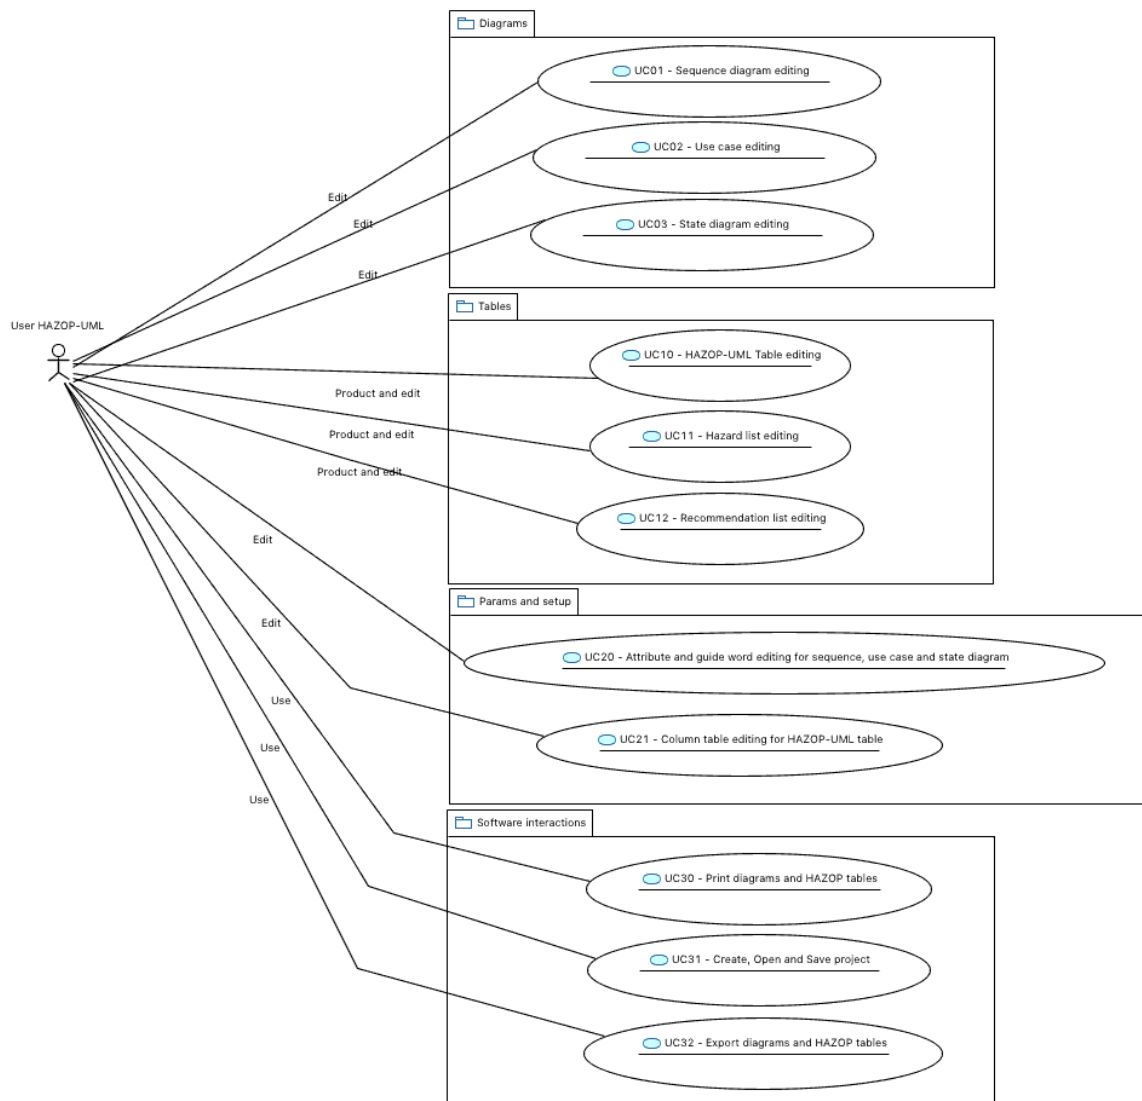 Diagrams
UC01 - Sequence diagram editing
UC02 - Use case editing
Edit
Edit
UC03 - State diagram editing
Edit
Tables
User HAZOP-UML
UC10 - HAZOP-UML Table editing
Product and edit
UC11 - Hazard list editing
Product and edit
Product and edit
UC12 - Recommendation list editing
Edit
Params and setup
Edit
UC20 - Attribute and guide word editing for sequence, use case and state diagram
Use
UC21 - Column table editing for HAZOP-UML table
Use
Use
Software interactions
UC30 - Print diagrams and HAZOP tables
UC31 - Create, Open and Save project
UC32 - Export diagrams and HAZOP tables